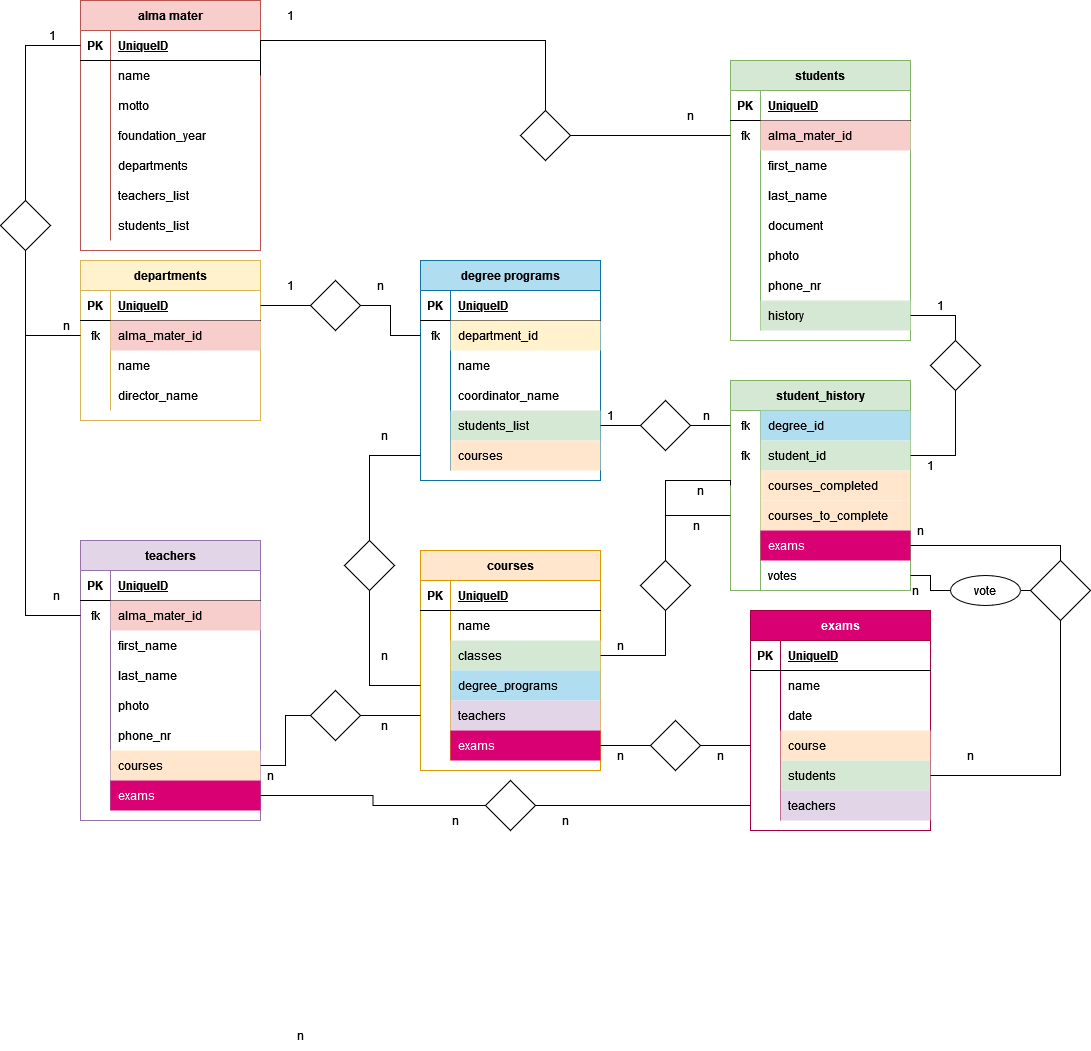 alma mater
PK UniqueID
name
motto
foundation_year
departments
teachers_list
students_list
1
1
n
students
PK UniqueID
fk alma_mater_id
first_name
last_name
document
photo
phone_nr
history
1
1
departments
PK UniqueID
fk alma_mater_id
name
director_name
n
1
n
degree programs
PK UniqueID
fk department_id
name
coordinator_name
students_list
courses
1
n
n
n
student_history
fk degree_id
fk student_id
courses_completed
courses_to_complete
exams
votes
n
n
n
n
vote
n
teachers
PK UniqueID
fk alma_mater_id
first_name
last_name
photo
phone_nr
courses
exams
n
n
n
courses
PK UniqueID
name
classes
degree_programs
teachers
exams
n
n
n
n
exams
PK UniqueID
name
date
course
students
teachers
n
n